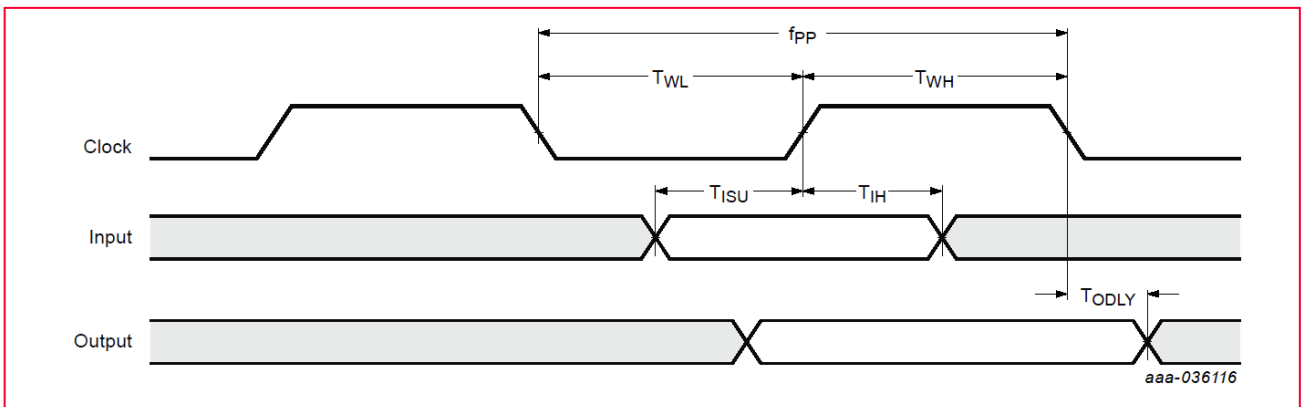 fPP
TWL
TWH
Clock
TISU
TIH
Input
TODLY
Output
aaa-036116